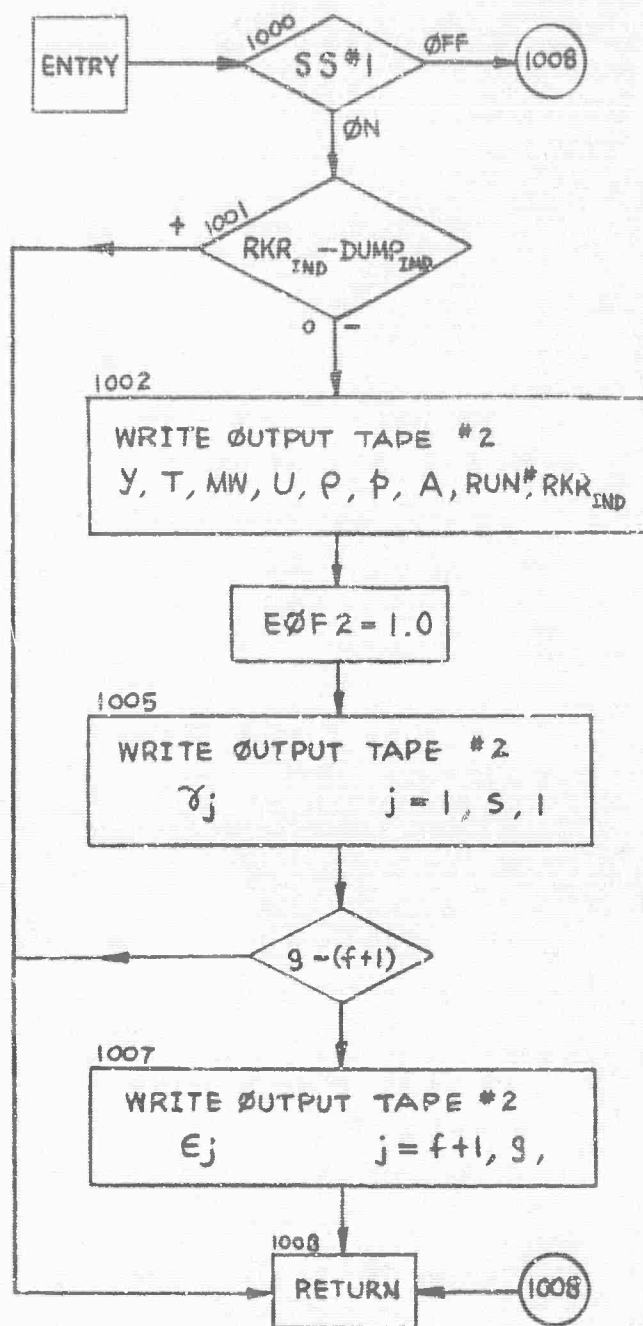 1000
ENTRY
SS #1
ØFF
1008
ØN
+
1001
RKR_IND - DUMP_IND
0 -
1002
WRITE ØUTPUT TAPE #2
y, T, MW, U, ρ, p, A, RUN#, RKR_IND
EØF2 = 1.0
1005
WRITE ØUTPUT TAPE #2
γj j = 1, S, 1
g - (f+1)
1007
WRITE ØUTPUT TAPE #2
ϵj j = f+1, g,
1008
RETURN
1008